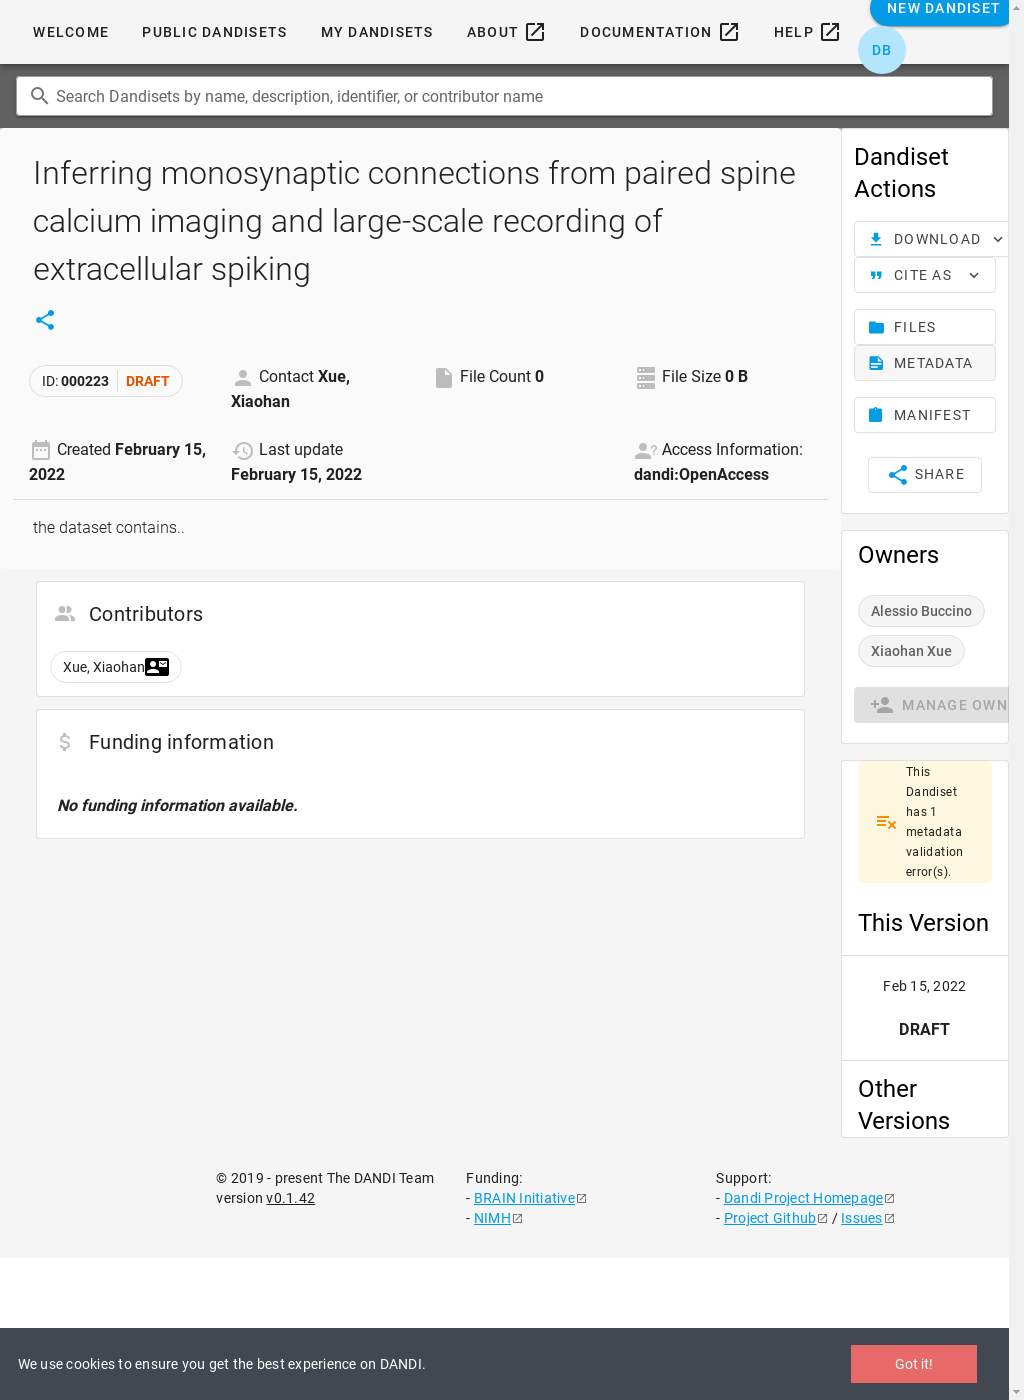 WELCOME PUBLIC DANDISETS MY DANDISETS ABOUT DOCUMENTATION HELP NEW DANDISET
DB
Search Dandisets by name, description, identifier, or contributor name
Inferring monosynaptic connections from paired spine
calcium imaging and large-scale recording of
extracellular spiking
ID: 000223 DRAFT
Contact Xue,
Xiaohan
File Count 0
File Size 0 B
Created February 15,
2022
Last update
February 15, 2022
Access Information:
dandi:OpenAccess
the dataset contains..
Contributors
Xue, Xiaohan
Funding information
No funding information available.
Dandiset
Actions
DOWNLOAD
CITE AS
FILES
METADATA
MANIFEST
SHARE
Owners
Alessio Buccino
Xiaohan Xue
MANAGE OWN
This
Dandiset
has 1
metadata
validation
error(s).
This Version
Feb 15, 2022
DRAFT
Other
Versions
© 2019 - present The DANDI Team
version v0.1.42
Funding:
- BRAIN Initiative
- NIMH
Support:
- Dandi Project Homepage
- Project Github / Issues
We use cookies to ensure you get the best experience on DANDI.
Got it!